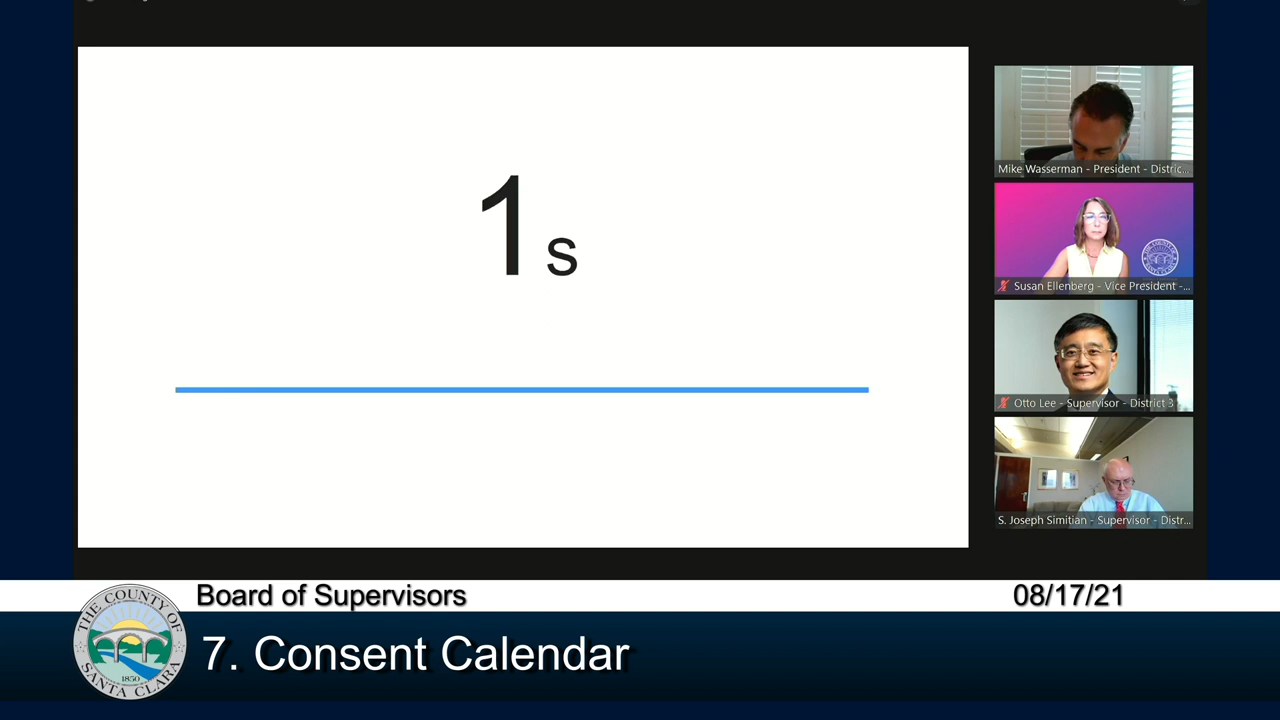 1 s
Mike Wasserman - President - Distric...
Susan Ellenberg - Vice President -...
Otto Lee - Supervisor - District 3
S. Joseph Simitian - Supervisor - Distr...
THE COUNTY OF
SANTA CLARA
1850
Board of Supervisors
08/17/21
7. Consent Calendar